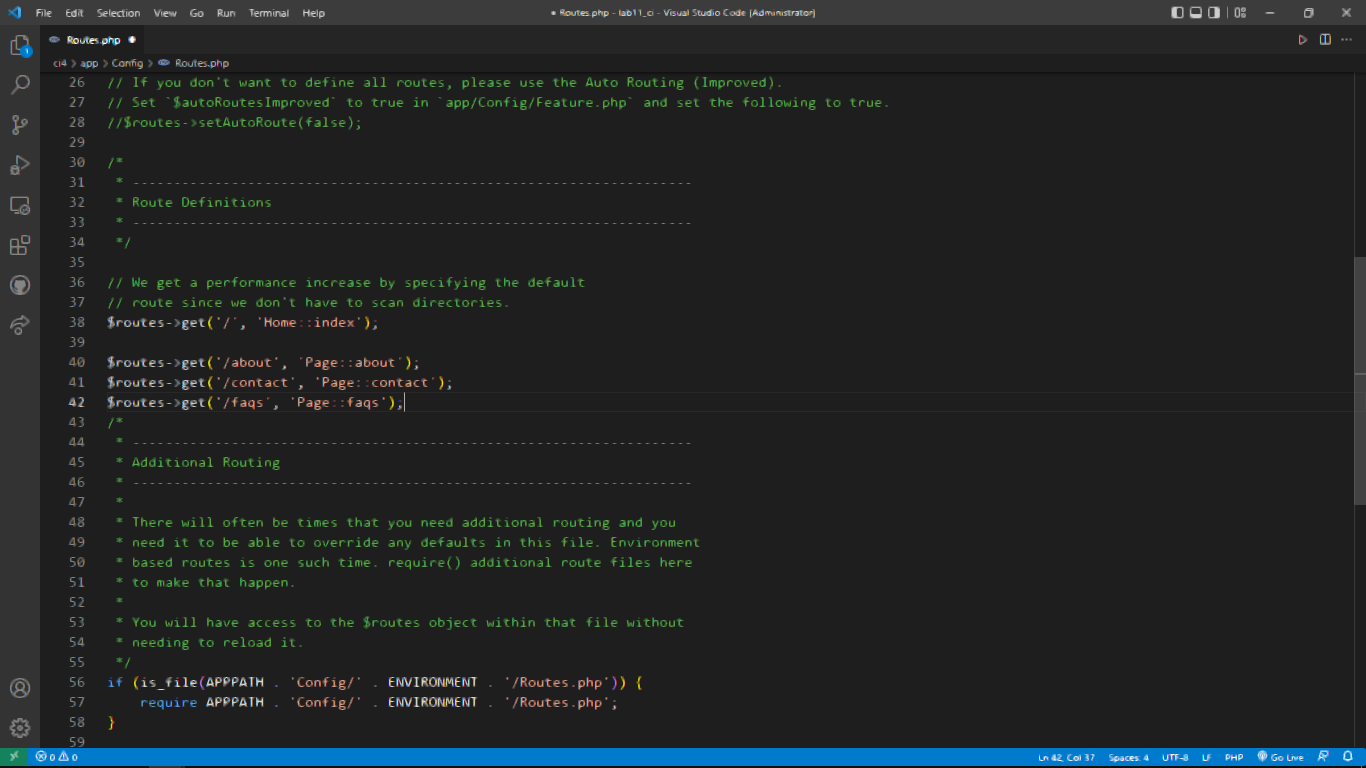 File Edit Selection View Go Run Terminal Help
● Routes.php - lab11_ci - Visual Studio Code [Administrator]
1
Routes.php ●
ci4 > app > Config > Routes.php
26 // If you don't want to define all routes, please use the Auto Routing (Improved).
27 // Set `$autoRoutesImproved` to true in `app/Config/Feature.php` and set the following to true.
28 //$routes->setAutoRoute(false);
29
30 /*
31 * --------------------------------------------------------------------
32 * Route Definitions
33 * --------------------------------------------------------------------
34 */
35
36 // We get a performance increase by specifying the default
37 // route since we don't have to scan directories.
38 $routes->get('/', 'Home::index');
39
40 $routes->get('/about', 'Page::about');
41 $routes->get('/contact', 'Page::contact');
42 $routes->get('/faqs', 'Page::faqs');
43 /*
44 * --------------------------------------------------------------------
45 * Additional Routing
46 * --------------------------------------------------------------------
47 *
48 * There will often be times that you need additional routing and you
49 * need it to be able to override any defaults in this file. Environment
50 * based routes is one such time. require() additional route files here
51 * to make that happen.
52 *
53 * You will have access to the $routes object within that file without
54 * needing to reload it.
55 */
56 if (is_file(APPPATH . 'Config/' . ENVIRONMENT . '/Routes.php')) {
57 require APPPATH . 'Config/' . ENVIRONMENT . '/Routes.php';
58 }
59
0 0 Ln 42, Col 37 Spaces: 4 UTF-8 LF PHP Go Live